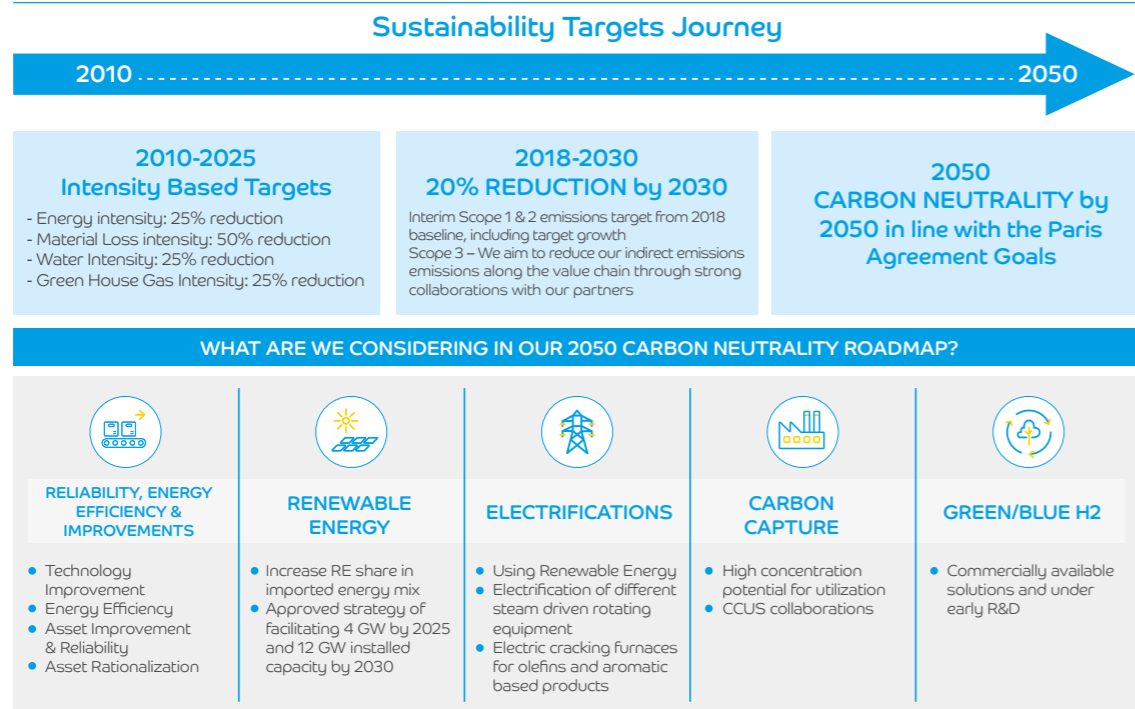 Sustainability Targets Journey
2010
2050
2010-2025
Intensity Based Targets
- Energy intensity: 25% reduction
- Material Loss intensity: 50% reduction
- Water Intensity: 25% reduction
- Green House Gas Intensity: 25% reduction
2018-2030
20% REDUCTION by 2030
Interim Scope 1 & 2 emissions target from 2018
baseline, including target growth
Scope 3 – We aim to reduce our indirect emissions
emissions along the value chain through strong
collaborations with our partners
2050
CARBON NEUTRALITY by
2050 in line with the Paris
Agreement Goals
WHAT ARE WE CONSIDERING IN OUR 2050 CARBON NEUTRALITY ROADMAP?
RELIABILITY, ENERGY
EFFICIENCY &
IMPROVEMENTS
• Technology
Improvement
• Energy Efficiency
• Asset Improvement
& Reliability
• Asset Rationalization
RENEWABLE
ENERGY
• Increase RE share in
imported energy mix
• Approved strategy of
facilitating 4 GW by 2025
and 12 GW installed
capacity by 2030
ELECTRIFICATIONS
• Using Renewable Energy
• Electrification of different
steam driven rotating
equipment
• Electric cracking furnaces
for olefins and aromatic
based products
CARBON
CAPTURE
• High concentration
potential for utilization
• CCUS collaborations
GREEN/BLUE H2
• Commercially available
solutions and under
early R&D